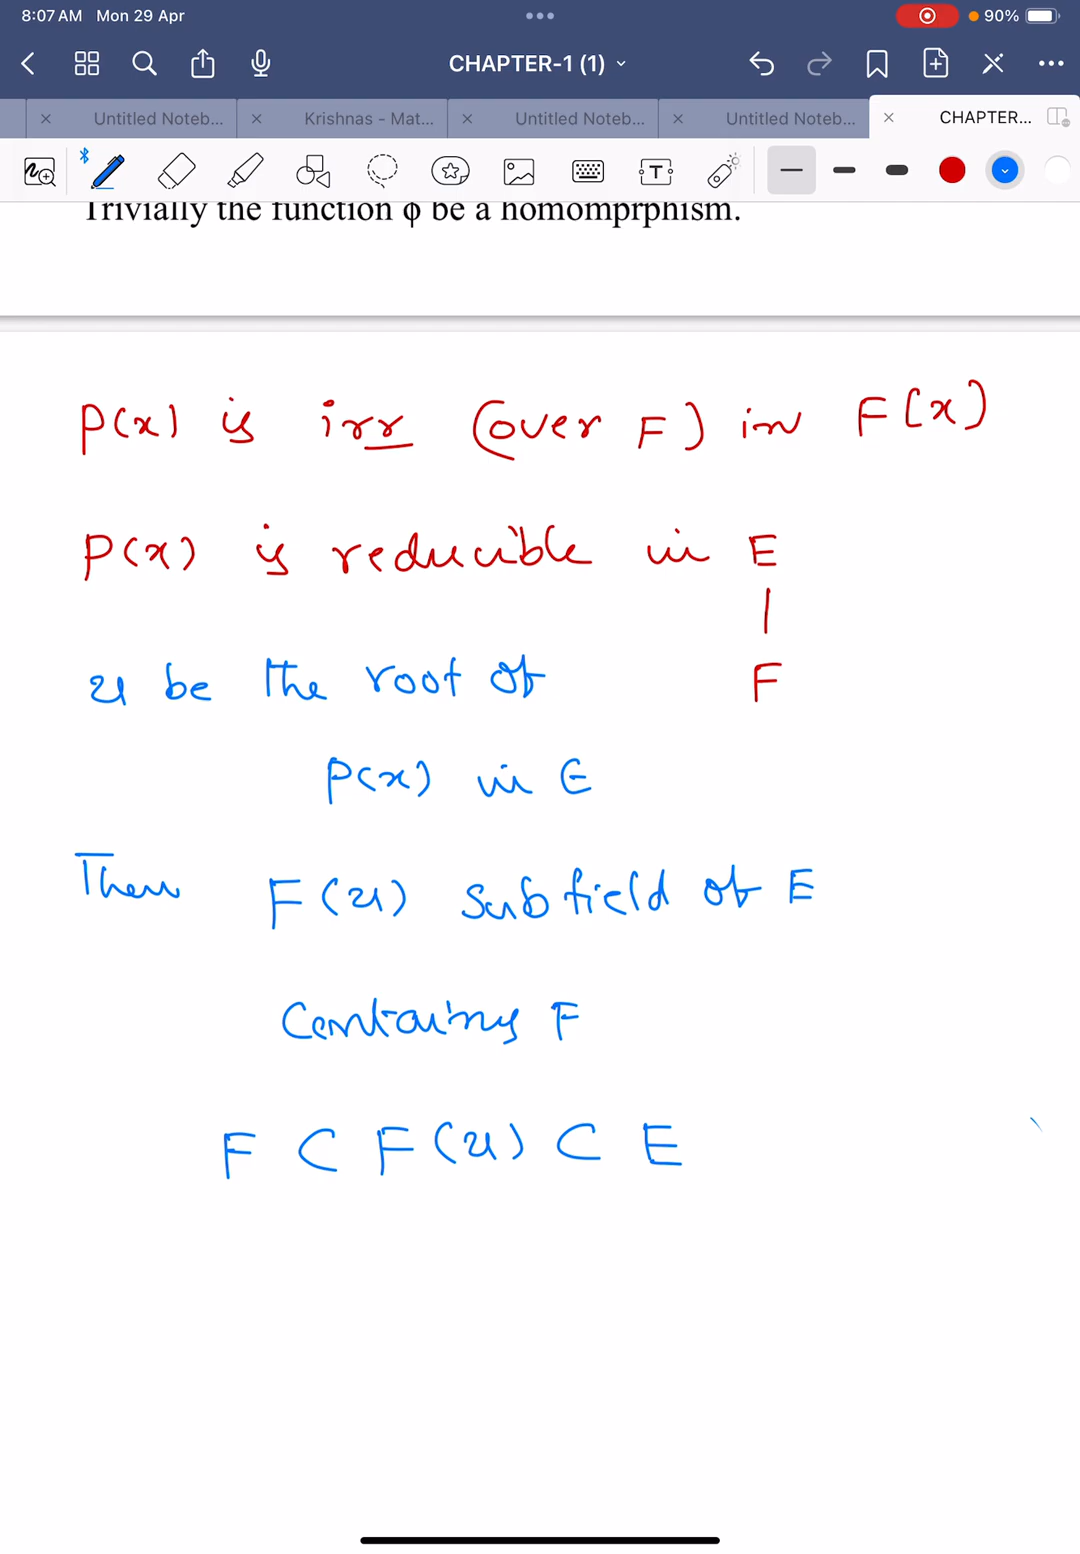 8:07 AM Mon 29 Apr
90%
CHAPTER-1 (1)
Untitled Noteb...
Krishnas - Mat...
Untitled Noteb...
Untitled Noteb...
CHAPTER...
T
Trivially the function ϕ be a homomprphism.
P(x) is irr (over F) in F(x)
P(x) is reducible in E
|
u be the root of F
P(x) in E
Then F(u) subfield of E
Containing F
F ⊂ F(u) ⊂ E